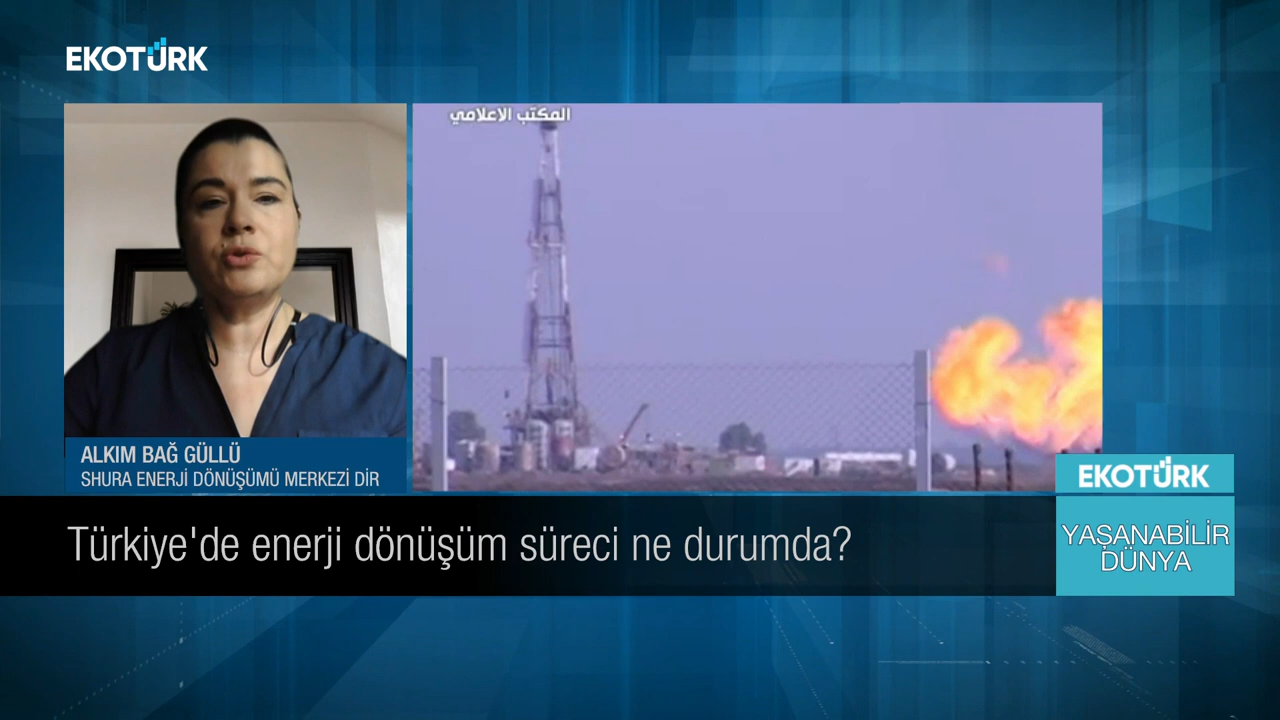 EKOTÜRK
المكتب الاعلامي
ALKIM BAĞ GÜLLÜ
SHURA ENERJİ DÖNÜŞÜMÜ MERKEZİ DİR
EKOTÜRK
Türkiye'de enerji dönüşüm süreci ne durumda?
YAŞANABİLİR
DÜNYA